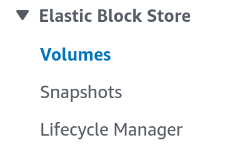 Elastic Block Store
Volumes
Snapshots
Lifecycle Manager